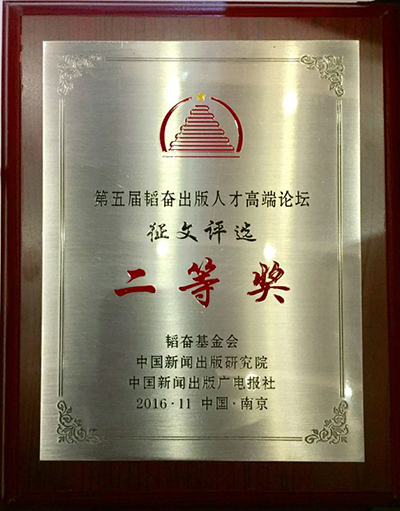 第五届韬奋出版人才高端论坛
征文评选
二等奖
韬奋基金会
中国新闻出版研究院
中国新闻出版广电报社
2016·11 中国·南京